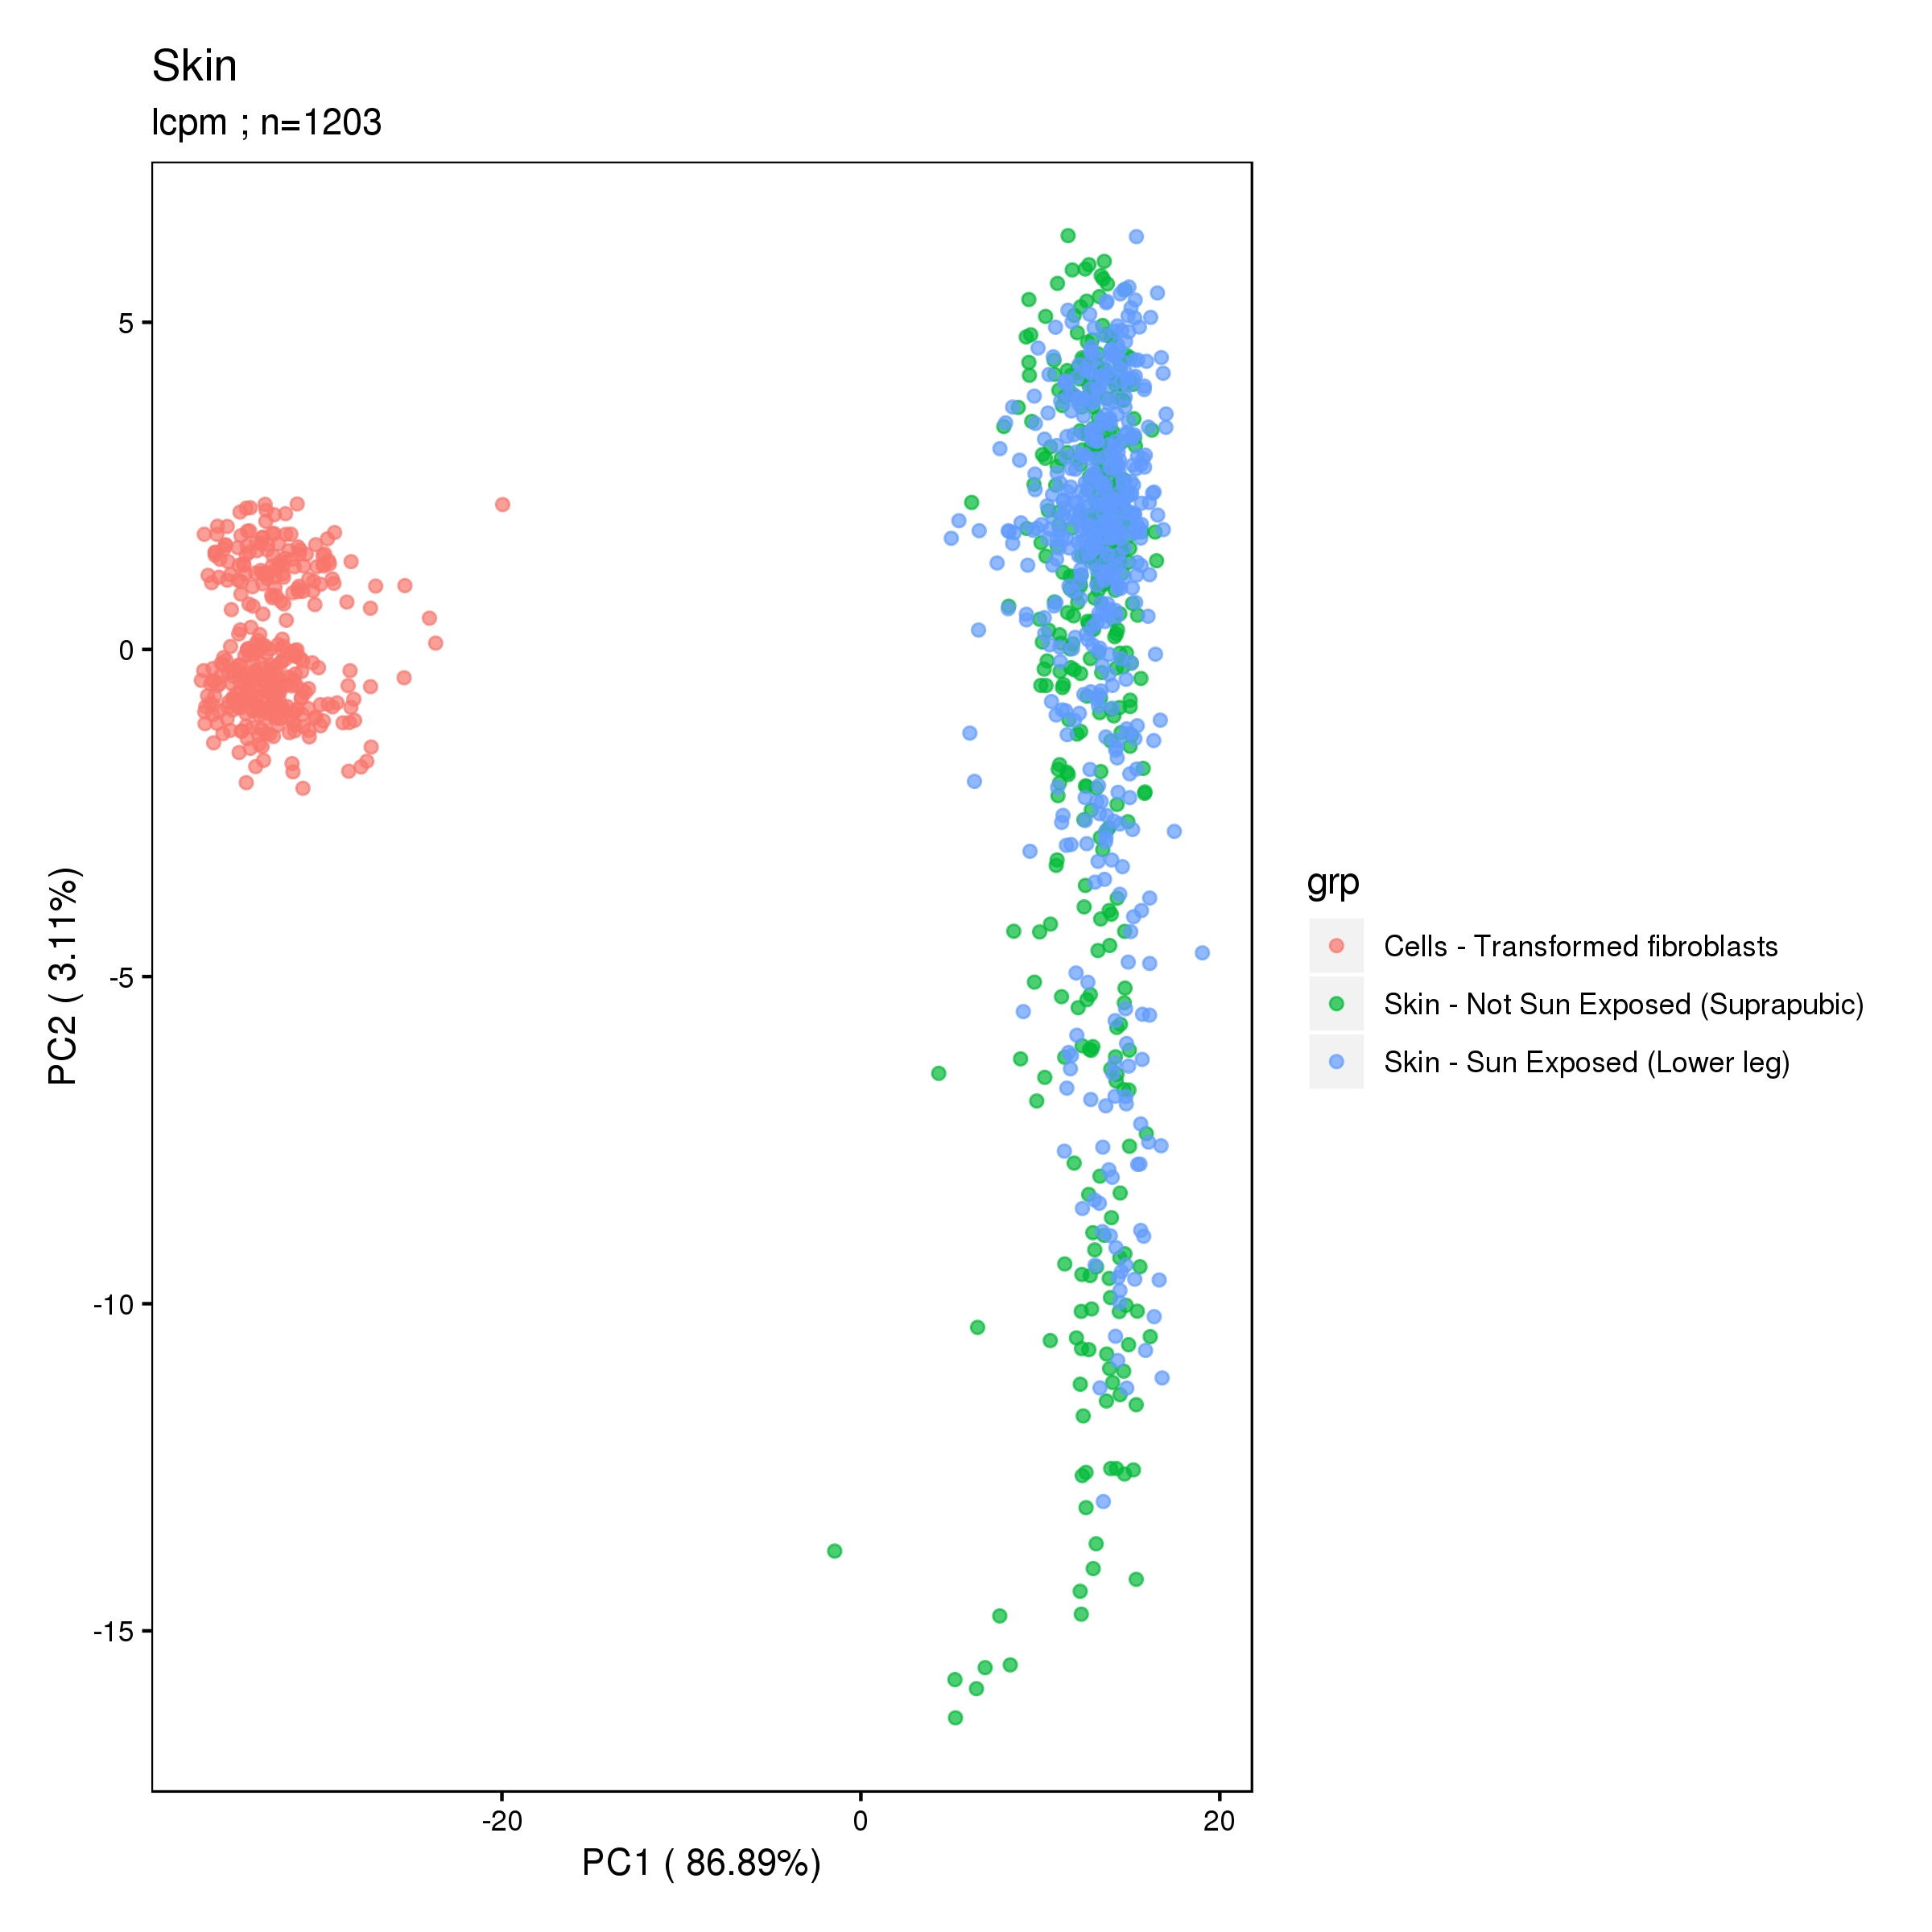 Skin
lcpm ; n=1203
5
0
-5
-10
-15
PC2 ( 3.11%)
-20
0
20
PC1 ( 86.89%)
grp
Cells - Transformed fibroblasts
Skin - Not Sun Exposed (Suprapubic)
Skin - Sun Exposed (Lower leg)